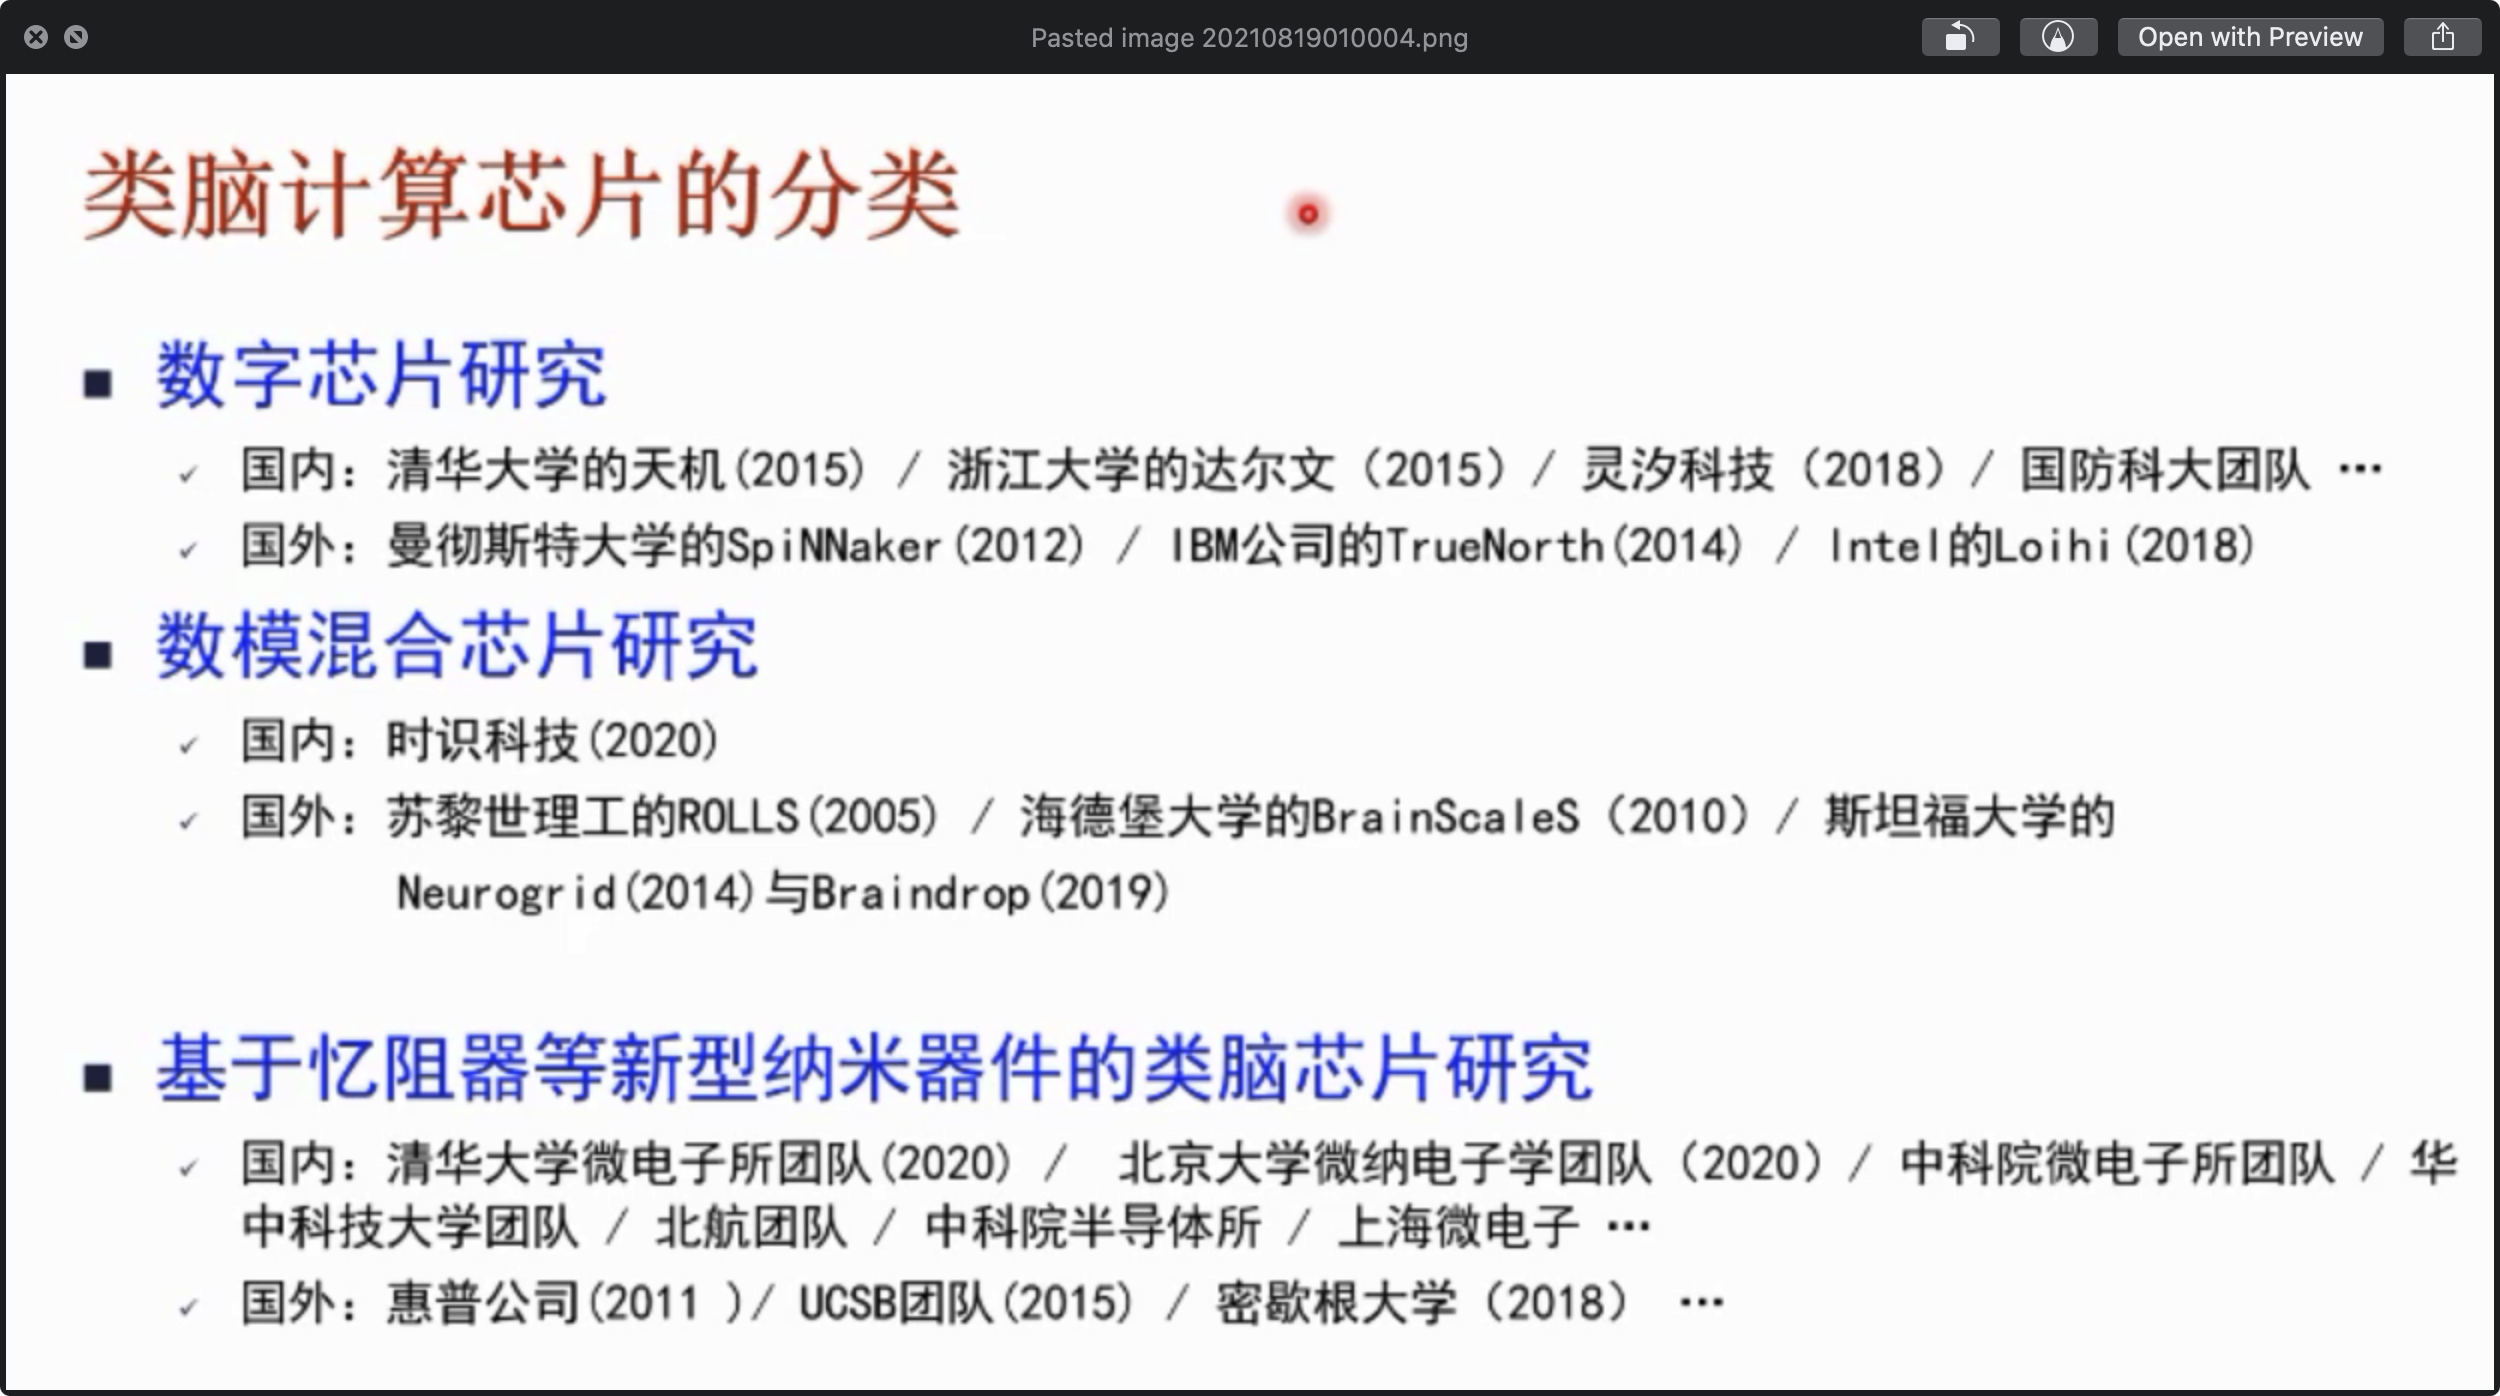 Pasted image 20210819010004.png
Open with Preview
类脑计算芯片的分类
■ 数字芯片研究
✓ 国内：清华大学的天机(2015) / 浙江大学的达尔文（2015）/ 灵汐科技（2018）/ 国防科大团队 …
✓ 国外：曼彻斯特大学的SpiNNaker(2012) / IBM公司的TrueNorth(2014) / Intel的Loihi(2018)
■ 数模混合芯片研究
✓ 国内：时识科技(2020)
✓ 国外：苏黎世理工的ROLLS(2005) / 海德堡大学的BrainScaleS（2010）/ 斯坦福大学的
Neurogrid(2014)与Braindrop(2019)
■ 基于忆阻器等新型纳米器件的类脑芯片研究
✓ 国内：清华大学微电子所团队(2020) / 北京大学微纳电子学团队（2020）/ 中科院微电子所团队 / 华
中科技大学团队 / 北航团队 / 中科院半导体所 / 上海微电子 …
✓ 国外：惠普公司(2011 )/ UCSB团队(2015) / 密歇根大学（2018） …